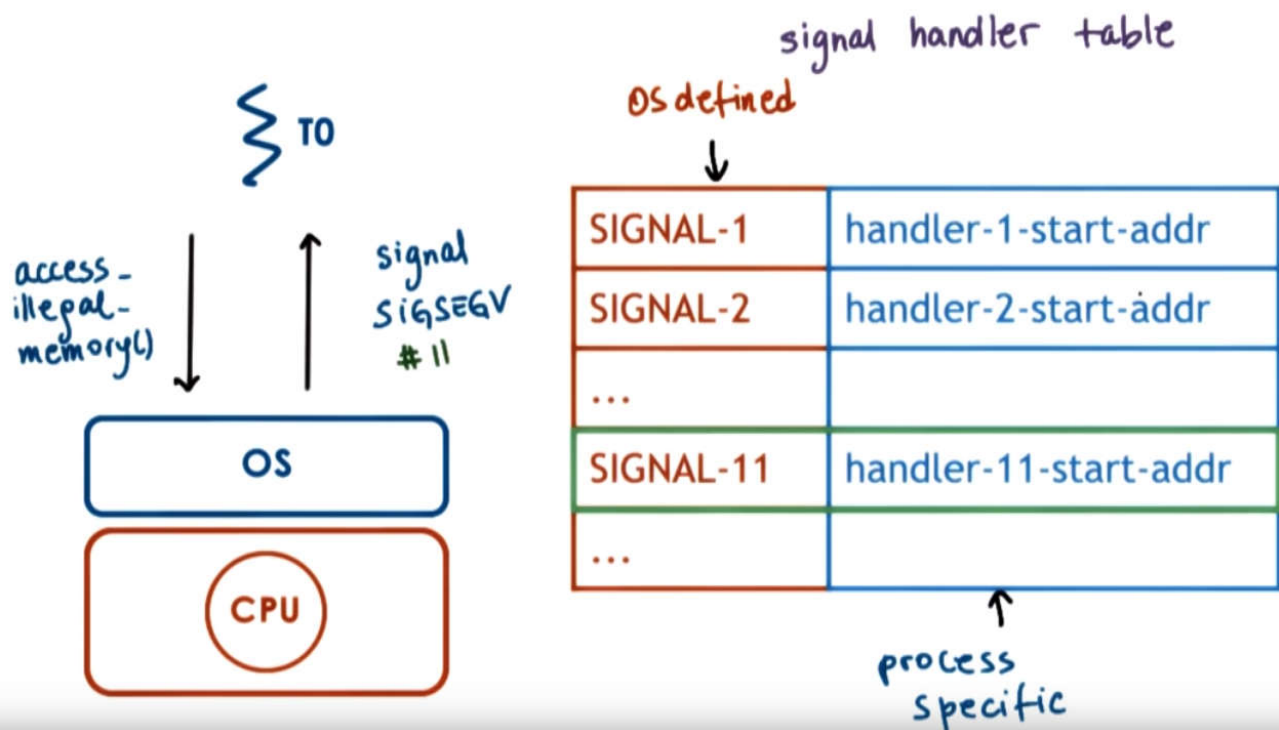 signal handler table
OS defined
TO
access-
illegal-
memory()
signal
SIGSEGV
# 11
OS
CPU
SIGNAL-1 handler-1-start-addr
SIGNAL-2 handler-2-start-addr
...
SIGNAL-11 handler-11-start-addr
...
process
specific